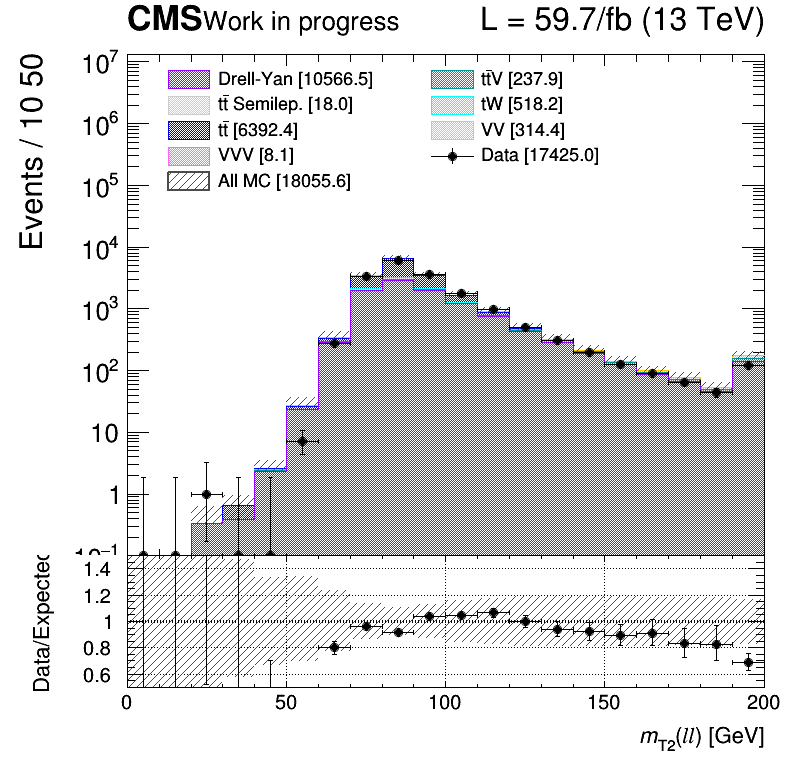 CMS Work in progress L = 59.7/fb (13 TeV)
Events / 10 50
10⁷
10⁶
10⁵
10⁴
10³
10²
10
1
10⁻¹
Drell-Yan [10566.5]
tt̄ Semilep. [18.0]
tt̄ [6392.4]
VVV [8.1]
All MC [18055.6]
tt̄V [237.9]
tW [518.2]
VV [314.4]
Data [17425.0]
Data/Expected
1.4
1.2
1
0.8
0.6
0 50 100 150 200
m_T2(ll) [GeV]